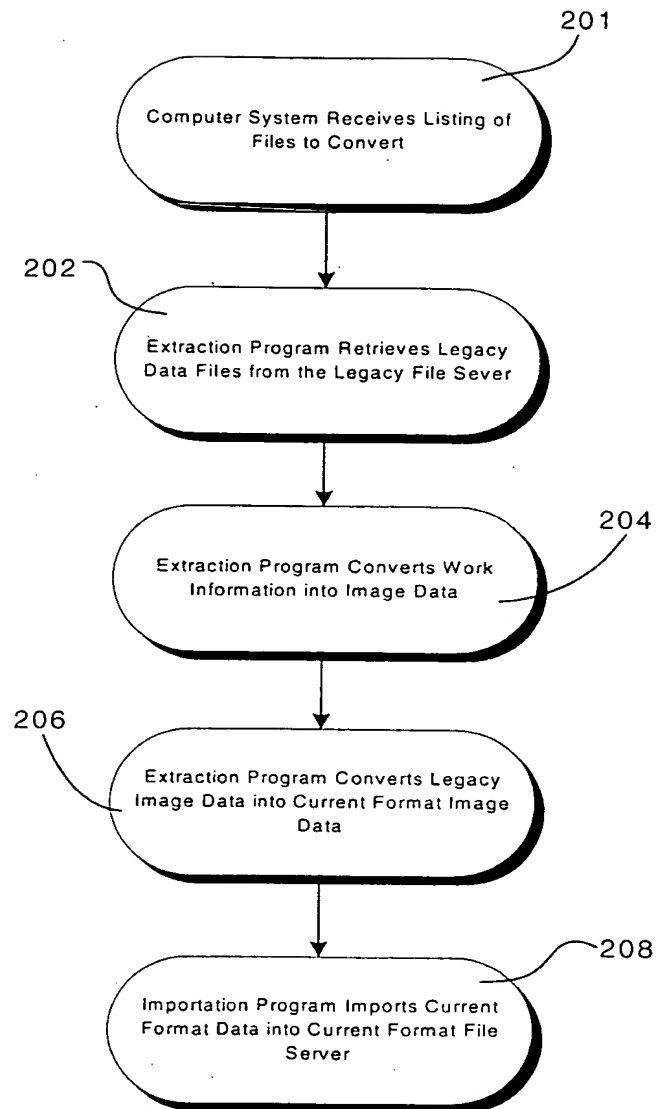 201
Computer System Receives Listing of
Files to Convert
202
Extraction Program Retrieves Legacy
Data Files from the Legacy File Sever
204
Extraction Program Converts Work
Information into Image Data
206
Extraction Program Converts Legacy
Image Data into Current Format Image
Data
208
Importation Program Imports Current
Format Data into Current Format File
Server